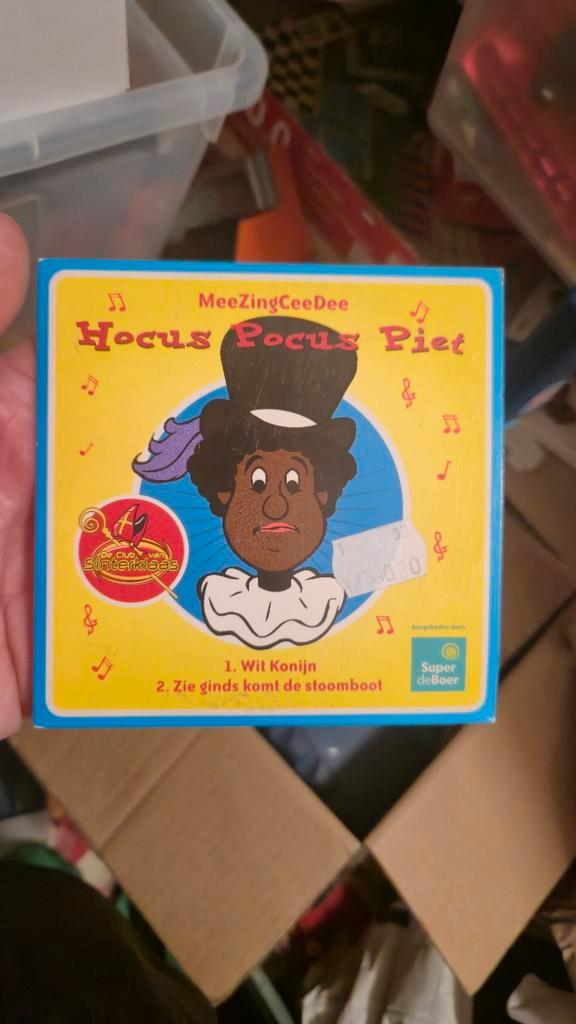 MeeZingCeeDee
Hocus Pocus Piet
De Club van
Sinterklaas
1. Wit Konijn
2. Zie ginds komt de stoomboot
Aangeboden door:
Super
deBoer